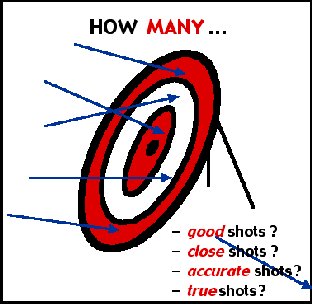 HOW MANY...
– good shots ?
– close shots ?
– accurate shots?
– true shots?